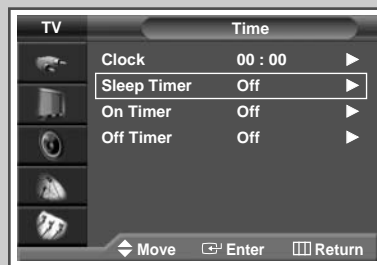 TV Time
Clock 00 : 00
Sleep Timer Off
On Timer Off
Off Timer Off
Move Enter Return